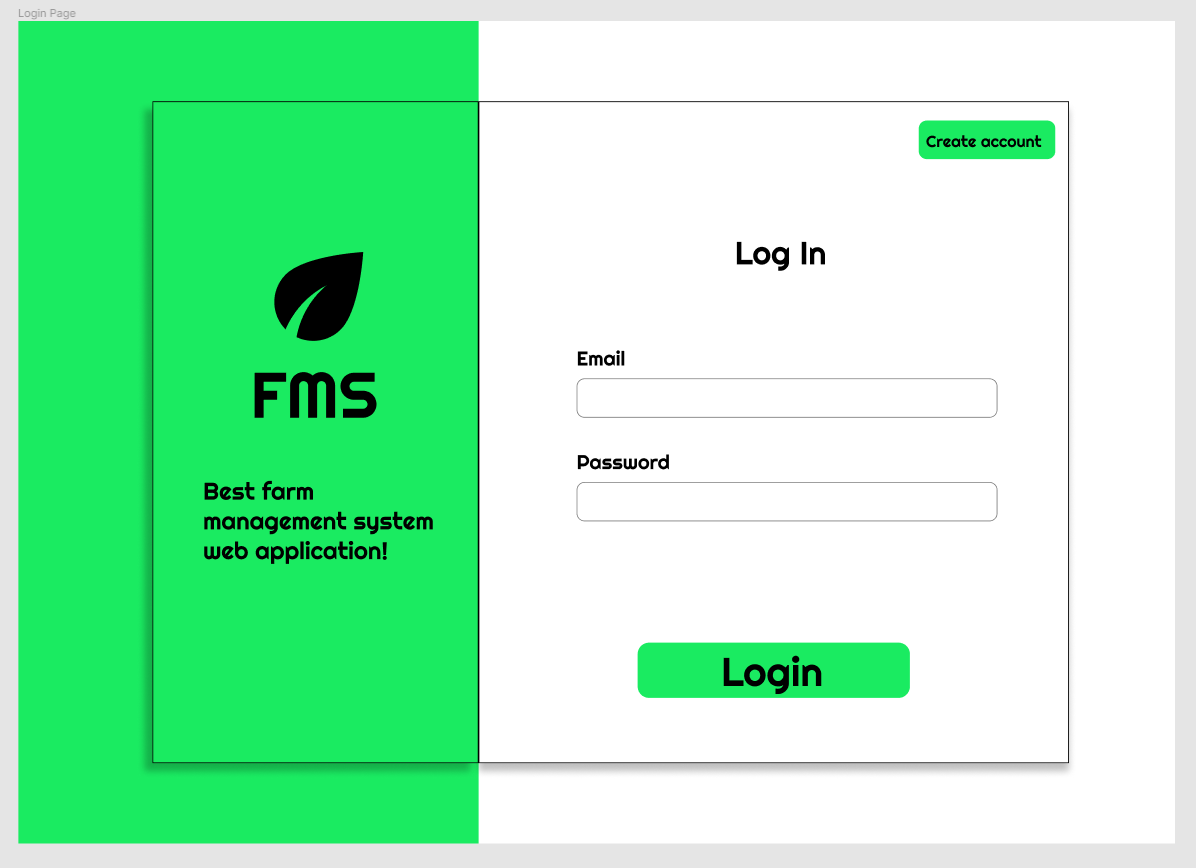 Login Page
Create account
Log In
FMS
Email
Password
Best farm
management system
web application!
Login